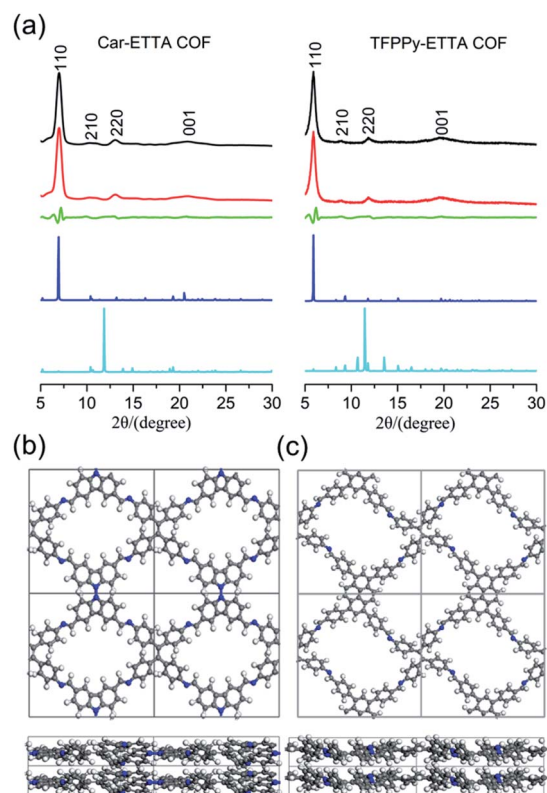 (a)
Car-ETTA COF
TFPPy-ETTA COF
110
210
220
001
110
210
220
001
5 10 15 20 25 30
5 10 15 20 25 30
2θ/(degree)
2θ/(degree)
(b)
(c)